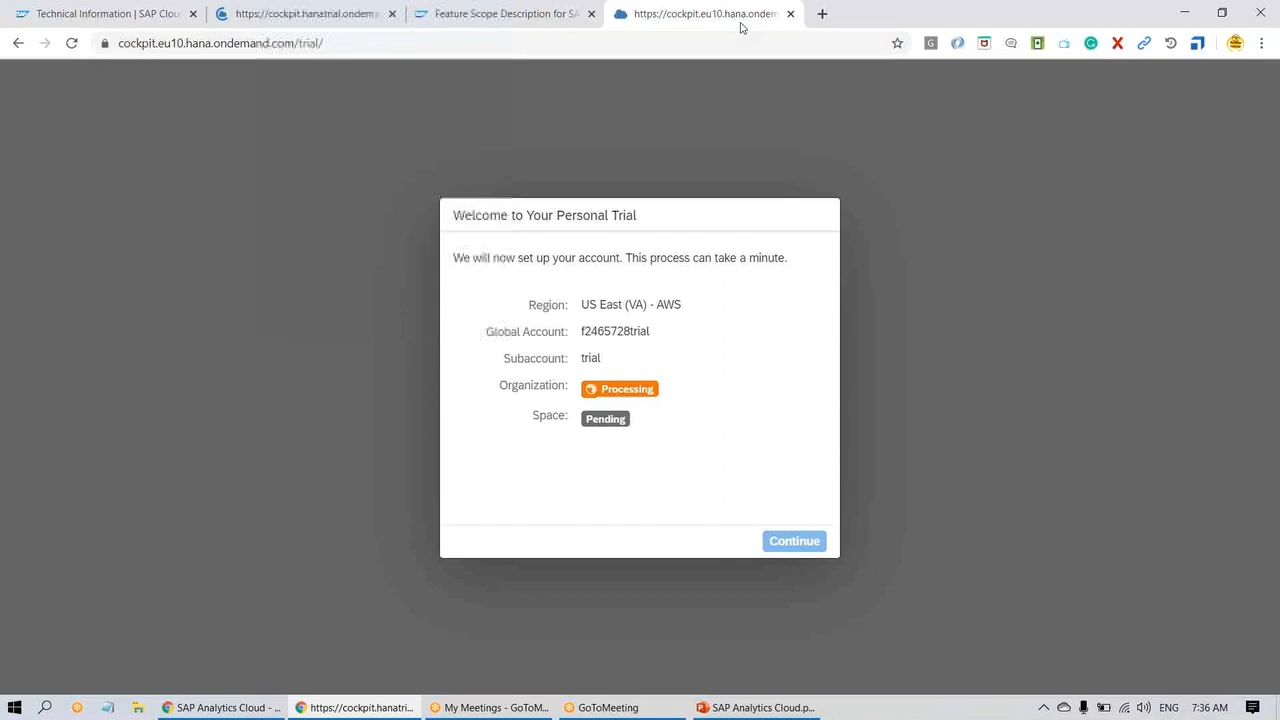 Technical Information | SAP Clou
https://cockpit.hanatrial.ondem
Feature Scope Description for SA
https://cockpit.eu10.hana.ondem
cockpit.eu10.hana.ondemand.com/trial/
Welcome to Your Personal Trial
We will now set up your account. This process can take a minute.
Region: US East (VA) - AWS
Global Account: f2465728trial
Subaccount: trial
Organization: Processing
Space: Pending
Continue
SAP Analytics Cloud - ...
https://cockpit.hanatri...
My Meetings - GoToM...
GoToMeeting
SAP Analytics Cloud.p...
ENG
7:36 AM